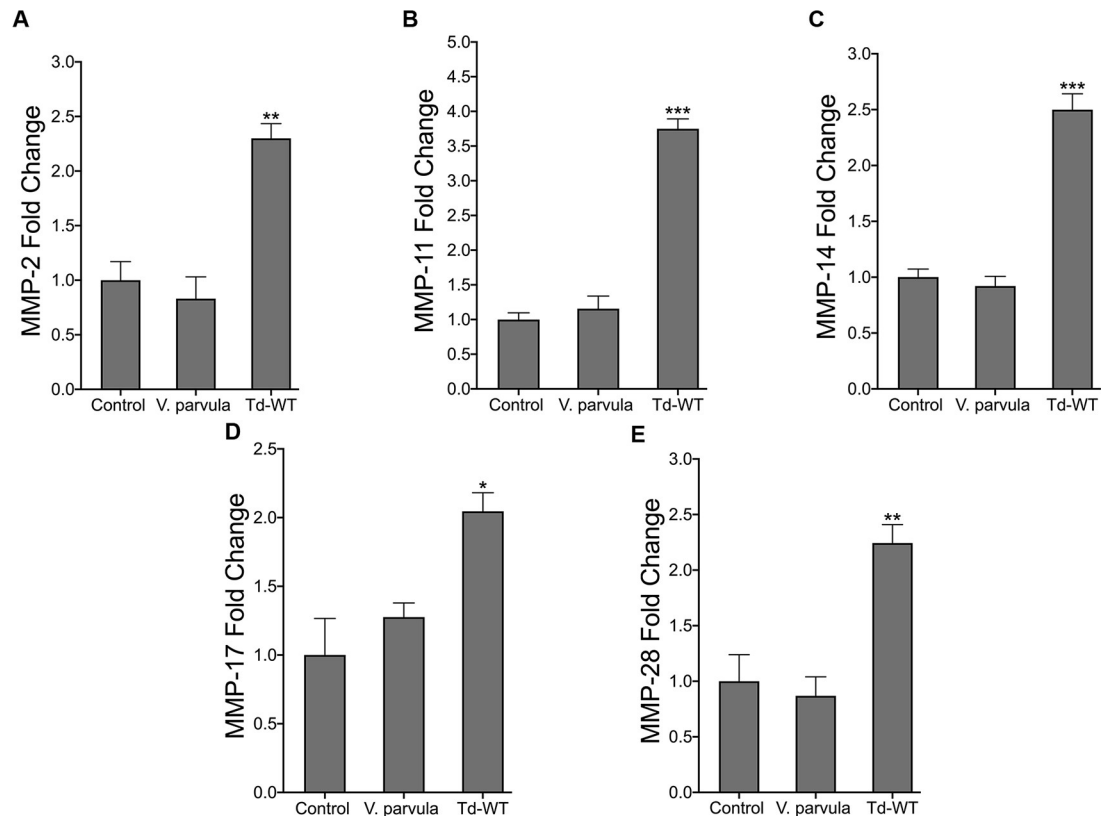 A
MMP-2 Fold Change
3.0
2.5
2.0
1.5
1.0
0.5
0.0
**
Control V. parvula Td-WT
B
MMP-11 Fold Change
5.0
4.5
4.0
3.5
3.0
2.5
2.0
1.5
1.0
0.5
0.0
***
Control V. parvula Td-WT
C
MMP-14 Fold Change
3.0
2.5
2.0
1.5
1.0
0.5
0.0
***
Control V. parvula Td-WT
D
MMP-17 Fold Change
2.5
2.0
1.5
1.0
0.5
0.0
*
Control V. parvula Td-WT
E
MMP-28 Fold Change
3.0
2.5
2.0
1.5
1.0
0.5
0.0
**
Control V. parvula Td-WT